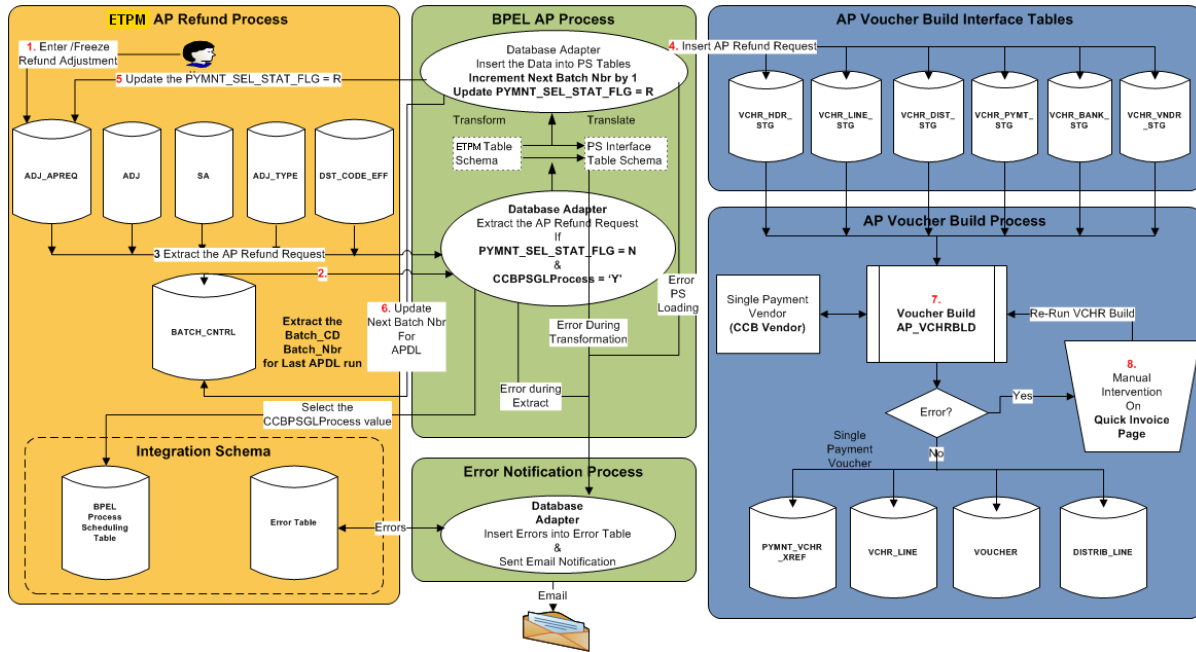 ETPM AP Refund Process
1. Enter /Freeze
Refund Adjustment
5 Update the PYMNT_SEL_STAT_FLG = R
ADJ_APREQ
ADJ
SA
ADJ_TYPE
DST_CODE_EFF
3 Extract the AP Refund Request
2.
BATCH_CNTRL
Extract the
Batch_CD
Batch_Nbr
for Last APDL run
6. Update
Next Batch Nbr
For
APDL
Select the
CCBPSGLProcess value
Integration Schema
BPEL
Process
Scheduling
Table
Error Table
Errors
BPEL AP Process
Database Adapter
Insert the Data into PS Tables
Increment Next Batch Nbr by 1
Update PYMNT_SEL_STAT_FLG = R
Transform
Translate
ETPM Table
Schema
PS Interface
Table Schema
Database Adapter
Extract the AP Refund Request
If
PYMNT_SEL_STAT_FLG = N
&
CCBPSGLProcess = ‘Y’
Error
PS
Loading
Error During
Transformation
Error during
Extract
Error Notification Process
Database
Adapter
Insert Errors into Error Table
&
Sent Email Notification
Email
AP Voucher Build Interface Tables
4. Insert AP Refund Request
VCHR_HDR_
STG
VCHR_LINE_
STG
VCHR_DIST_
STG
VCHR_PYMT_
STG
VCHR_BANK_
STG
VCHR_VNDR_
STG
AP Voucher Build Process
Single Payment
Vendor
(CCB Vendor)
7.
Voucher Build
AP_VCHRBLD
Re-Run VCHR Build
8.
Manual
Intervention
On
Quick Invoice
Page
Error?
Yes
No
Single
Payment
Voucher
PYMNT_VCHR
_XREF
VCHR_LINE
VOUCHER
DISTRIB_LINE